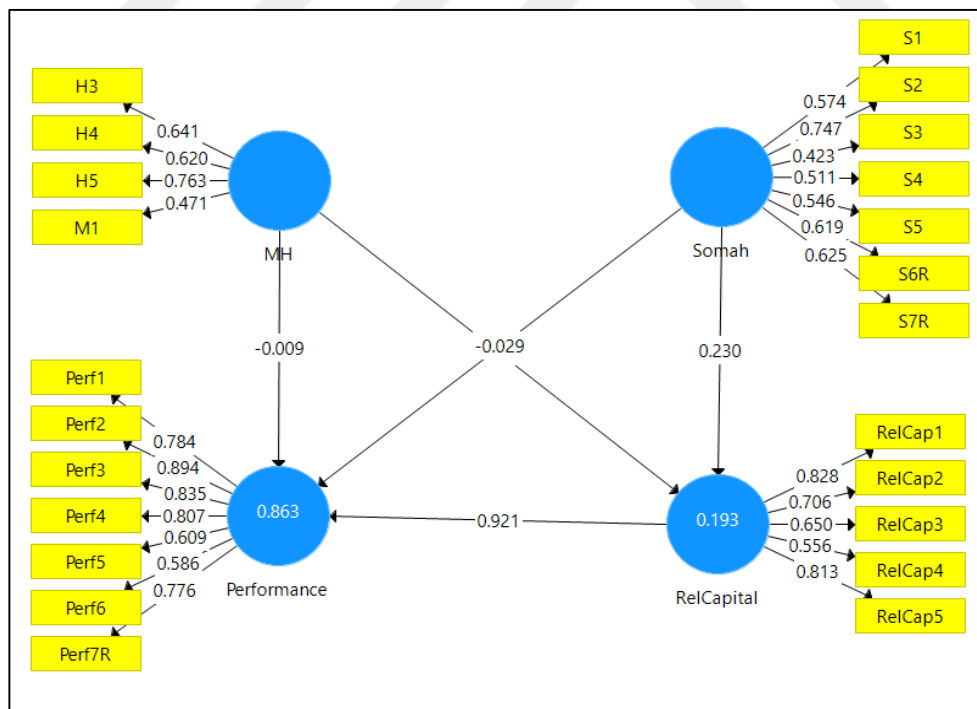 H3
H4
H5
M1
0.641
0.620
0.763
0.471
MH
S1
S2
S3
S4
S5
S6R
S7R
0.574
0.747
0.423
0.511
0.546
0.619
0.625
Somah
-0.009
-0.029
0.230
Perf1
Perf2
Perf3
Perf4
Perf5
Perf6
Perf7R
0.784
0.894
0.835
0.807
0.609
0.586
0.776
0.863
Performance
0.921
0.193
RelCapital
0.828
0.706
0.650
0.556
0.813
RelCap1
RelCap2
RelCap3
RelCap4
RelCap5